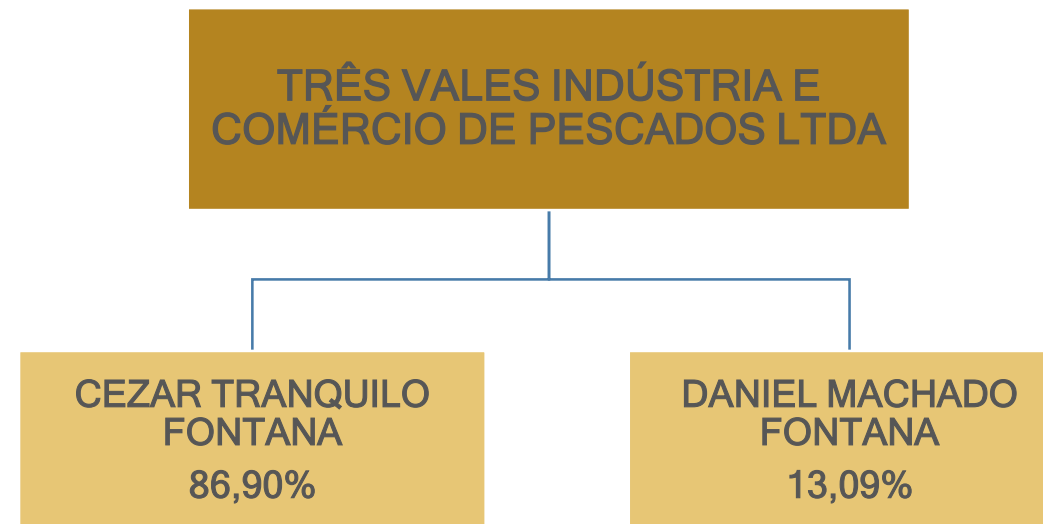 TRÊS VALES INDÚSTRIA E
COMÉRCIO DE PESCADOS LTDA
CEZAR TRANQUILO
FONTANA
86,90%
DANIEL MACHADO
FONTANA
13,09%